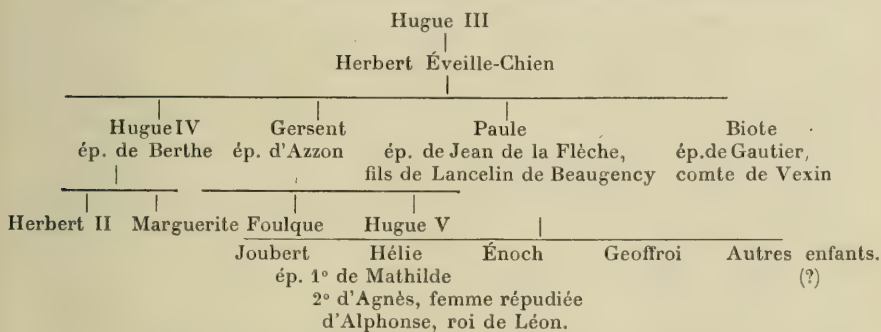 Hugue III
Herbert Éveille-Chien
Hugue IV Gersent Paule Biote
ép. de Berthe ép. d'Azzon ép. de Jean de la Flèche, ép. de Gautier,
fils de Lancelin de Beaugency comte de Vexin
Herbert II Marguerite Foulque Hugue V
Joubert Hélie Énoch Geoffroi Autres enfants.
ép. 1º de Mathilde (?)
2º d'Agnès, femme répudiée
d'Alphonse, roi de Léon.